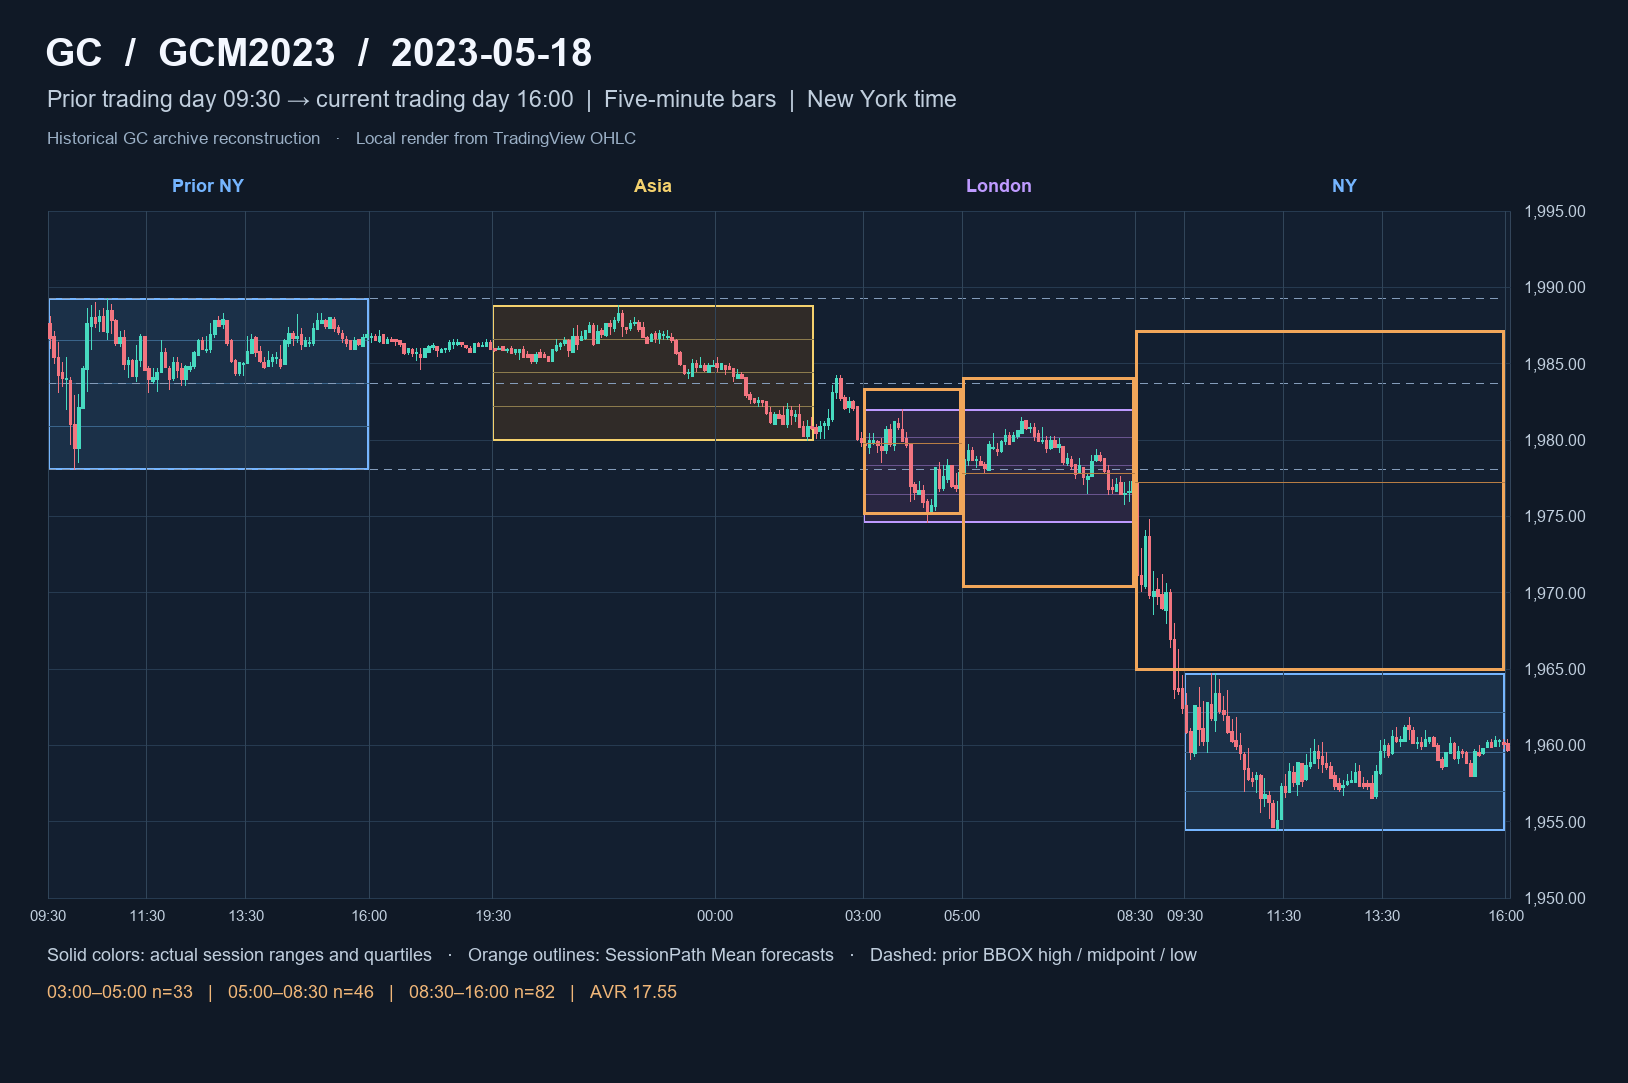 GC / GCM2023 / 2023-05-18
Prior trading day 09:30 → current trading day 16:00 | Five-minute bars | New York time
Historical GC archive reconstruction · Local render from TradingView OHLC
Prior NY Asia London NY
1,995.00
1,990.00
1,985.00
1,980.00
1,975.00
1,970.00
1,965.00
1,960.00
1,955.00
1,950.00
09:30 11:30 13:30 16:00 19:30 00:00 03:00 05:00 08:30 09:30 11:30 13:30 16:00
Solid colors: actual session ranges and quartiles · Orange outlines: SessionPath Mean forecasts · Dashed: prior BBOX high / midpoint / low
03:00–05:00 n=33 | 05:00–08:30 n=46 | 08:30–16:00 n=82 | AVR 17.55